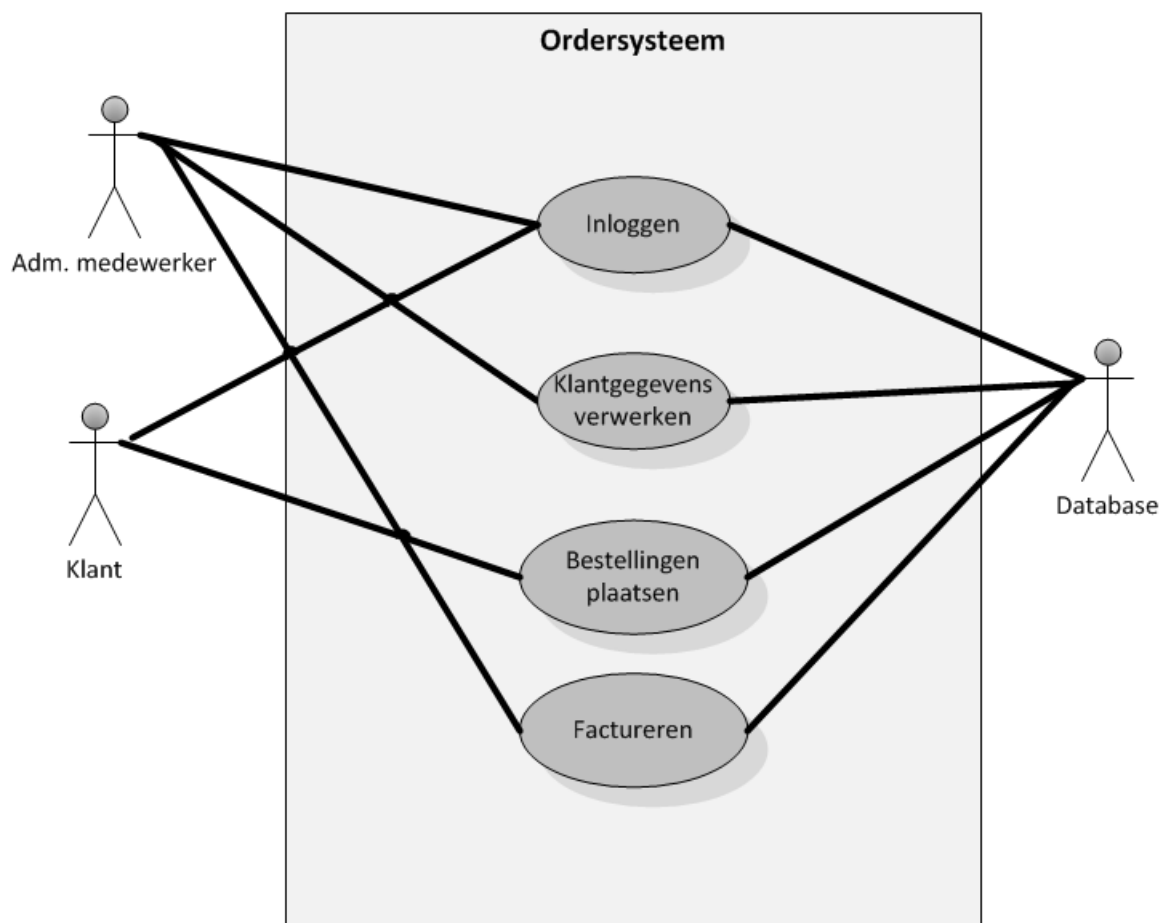 Ordersysteem
Adm. medewerker
Inloggen
Klantgegevens
verwerken
Klant
Database
Bestellingen
plaatsen
Factureren